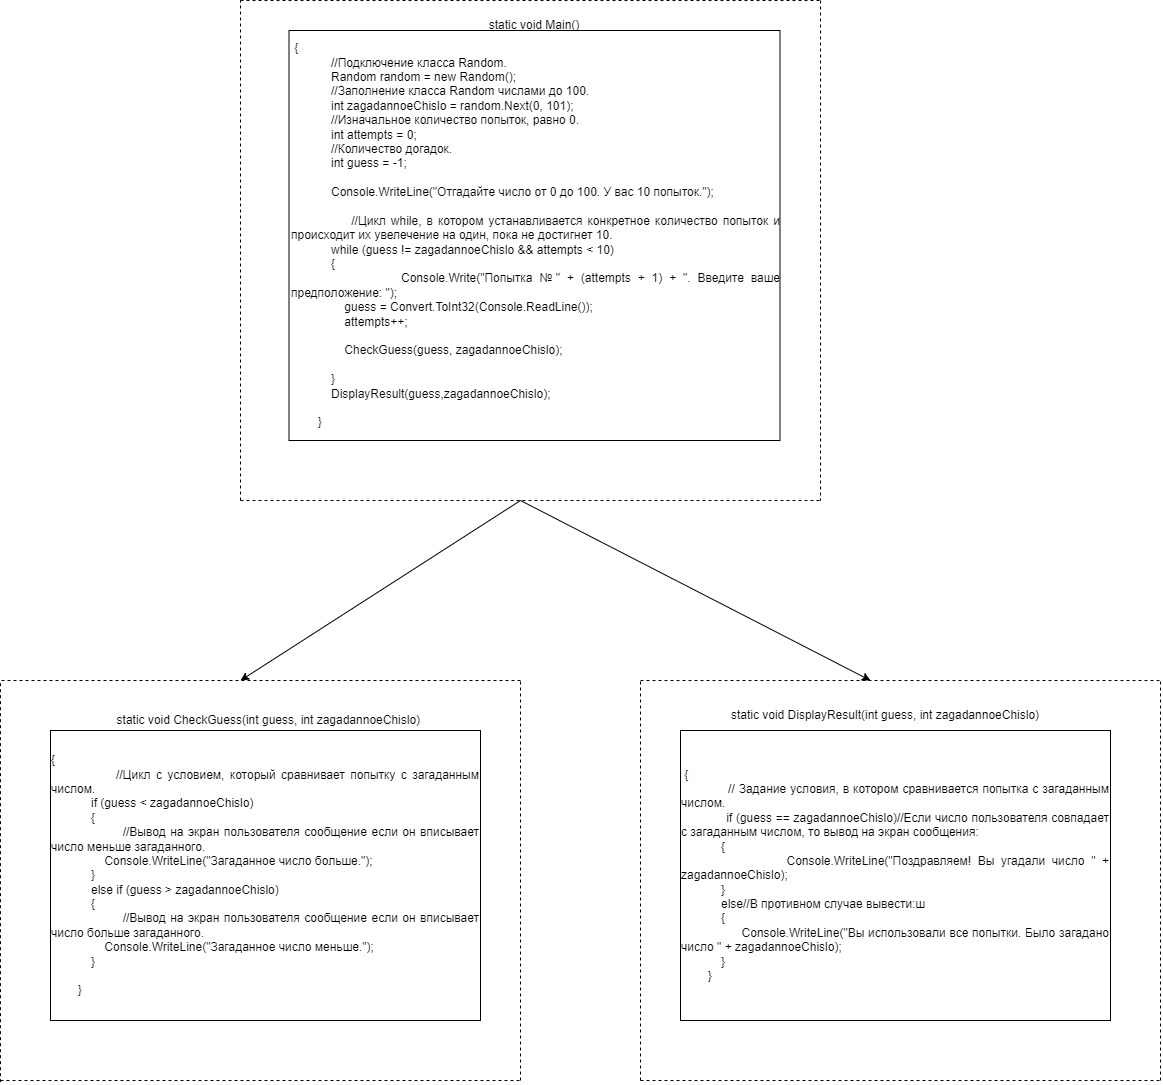 static void Main()
{
//Подключение класса Random.
Random random = new Random();
//Заполнение класса Random числами до 100.
int zagadannoeChislo = random.Next(0, 101);
//Изначальное количество попыток, равно 0.
int attempts = 0;
//Количество догадок.
int guess = -1;
Console.WriteLine("Отгадайте число от 0 до 100. У вас 10 попыток.");
//Цикл while, в котором устанавливается конкретное количество попыток и
происходит их увелечение на один, пока не достигнет 10.
while (guess != zagadannoeChislo && attempts < 10)
{
Console.Write("Попытка №" + (attempts + 1) + ". Введите ваше
предположение: ");
guess = Convert.ToInt32(Console.ReadLine());
attempts++;
CheckGuess(guess, zagadannoeChislo);
}
DisplayResult(guess,zagadannoeChislo);
}
static void CheckGuess(int guess, int zagadannoeChislo)
{
//Цикл с условием, который сравнивает попытку с загаданным
числом.
if (guess < zagadannoeChislo)
{
//Вывод на экран пользователя сообщение если он вписывает
число меньше загаданного.
Console.WriteLine("Загаданное число больше.");
}
else if (guess > zagadannoeChislo)
{
//Вывод на экран пользователя сообщение если он вписывает
число больше загаданного.
Console.WriteLine("Загаданное число меньше.");
}
}
static void DisplayResult(int guess, int zagadannoeChislo)
{
// Задание условия, в котором сравнивается попытка с загаданным
числом.
if (guess == zagadannoeChislo)//Если число пользователя совпадает
с загаданным числом, то вывод на экран сообщения:
{
Console.WriteLine("Поздравляем! Вы угадали число " +
zagadannoeChislo);
}
else//В противном случае вывести:ш
{
Console.WriteLine("Вы использовали все попытки. Было загадано
число " + zagadannoeChislo);
}
}